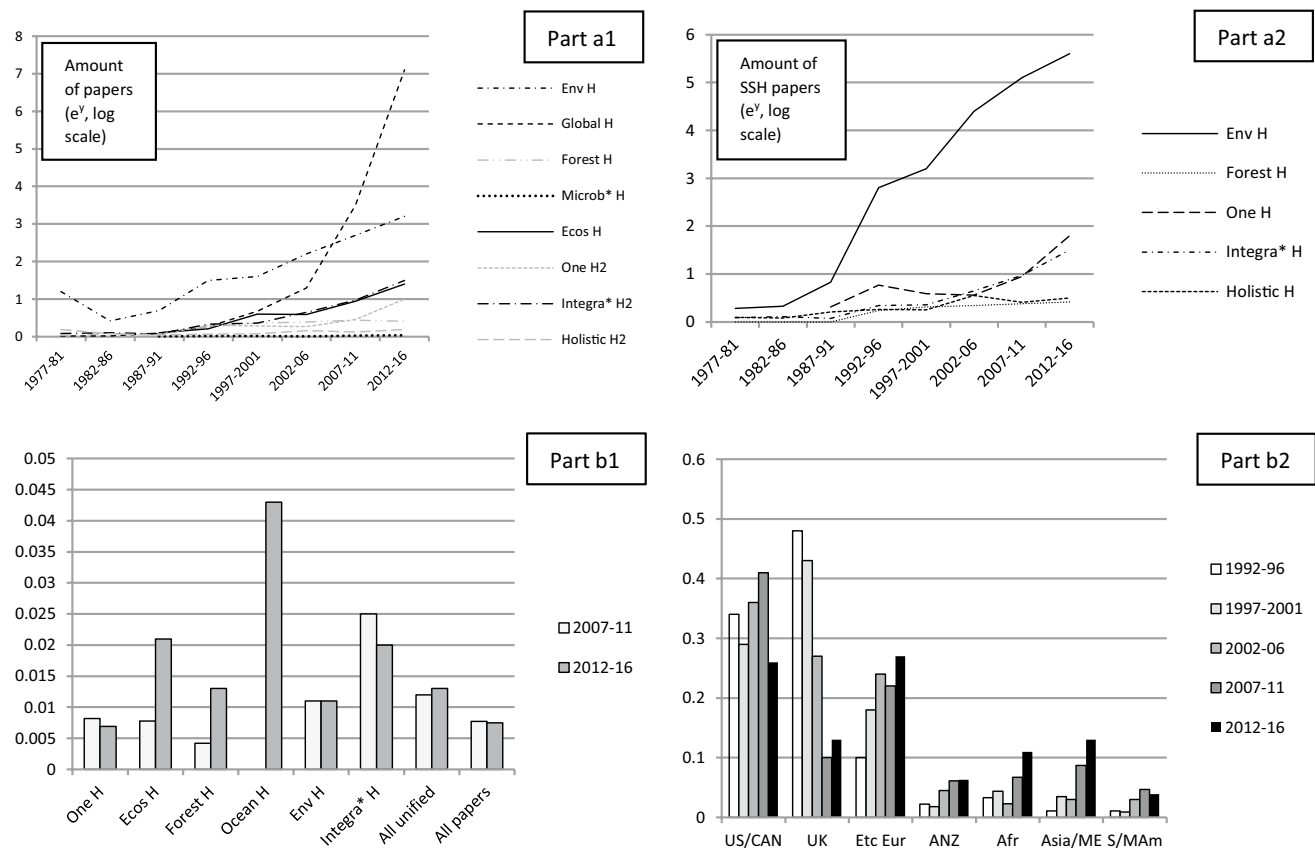 Part a1
Amount
of papers
(eʸ, log
scale)
8
7
6
5
4
3
2
1
0
1977-81
1982-86
1987-91
1992-96
1997-2001
2002-06
2007-11
2012-16
Env H
Global H
Forest H
Microb* H
Ecos H
One H2
Integra* H2
Holistic H2
Part a2
Amount of
SSH papers
(eʸ, log
scale)
6
5
4
3
2
1
0
1977-81
1982-86
1987-91
1992-96
1997-2001
2002-06
2007-11
2012-16
Env H
Forest H
One H
Integra* H
Holistic H
Part b1
0.05
0.045
0.04
0.035
0.03
0.025
0.02
0.015
0.01
0.005
0
One H
Ecos H
Forest H
Ocean H
Env H
Integra* H
All unified
All papers
2007-11
2012-16
Part b2
0.6
0.5
0.4
0.3
0.2
0.1
0
US/CAN UK Etc Eur ANZ Afr Asia/ME S/MAm
1992-96
1997-2001
2002-06
2007-11
2012-16